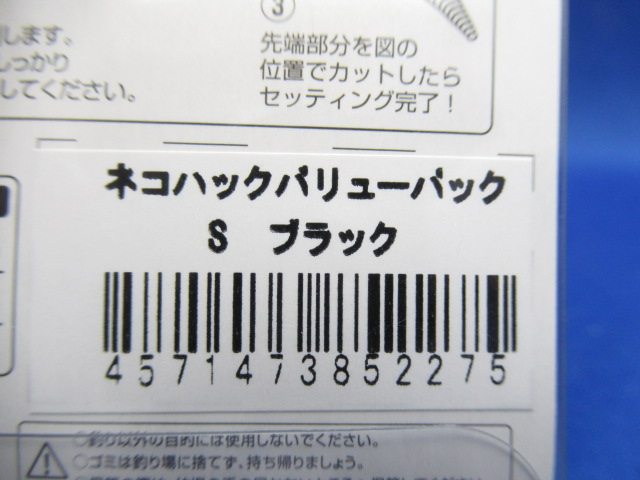 ③
先端部分を図の
位置でカットしたら
セッティング完了!
します。
しっかり
してください。
ネコハックバリューパック
S ブラック
4571473852275
○釣り以外の目的には使用しないでください。
○ゴミは釣り場に捨てず、持ち帰りましょう。